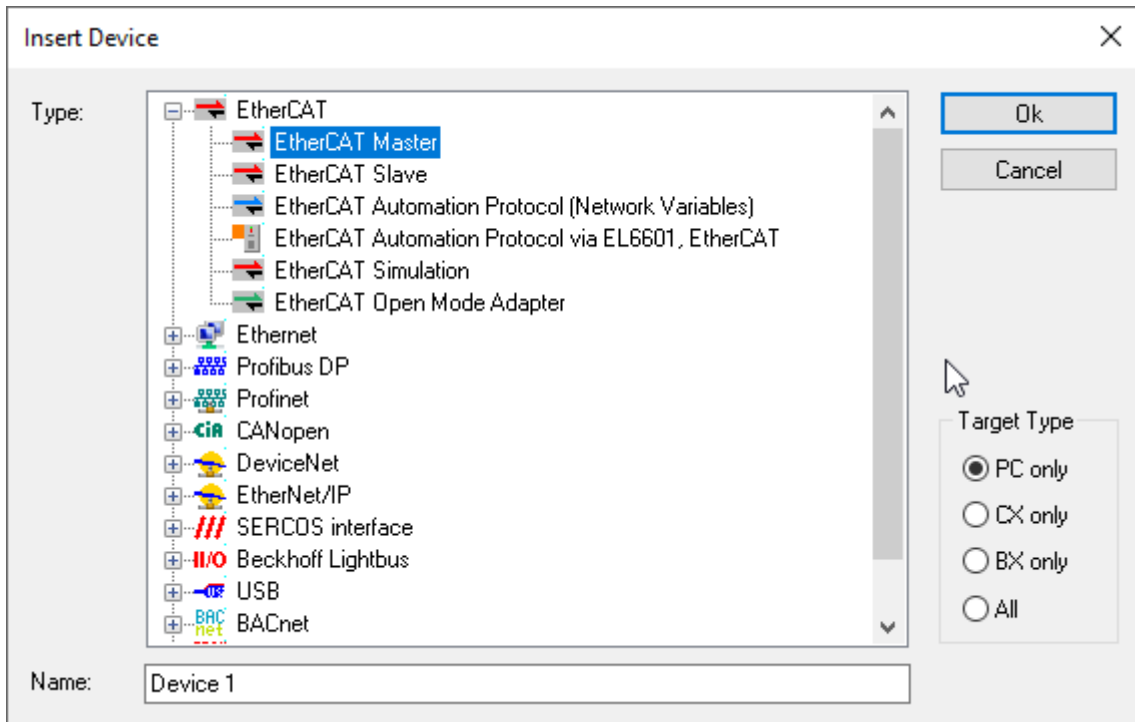 Insert Device
Type:
EtherCAT
EtherCAT Master
EtherCAT Slave
EtherCAT Automation Protocol (Network Variables)
EtherCAT Automation Protocol via EL6601, EtherCAT
EtherCAT Simulation
EtherCAT Open Mode Adapter
Ethernet
Profibus DP
Profinet
CiA CANopen
DeviceNet
EtherNet/IP
SERCOS interface
II/O Beckhoff Lightbus
USB
BAC
net
BACnet
Ok
Cancel
Target Type
PC only
CX only
BX only
All
Name:
Device 1